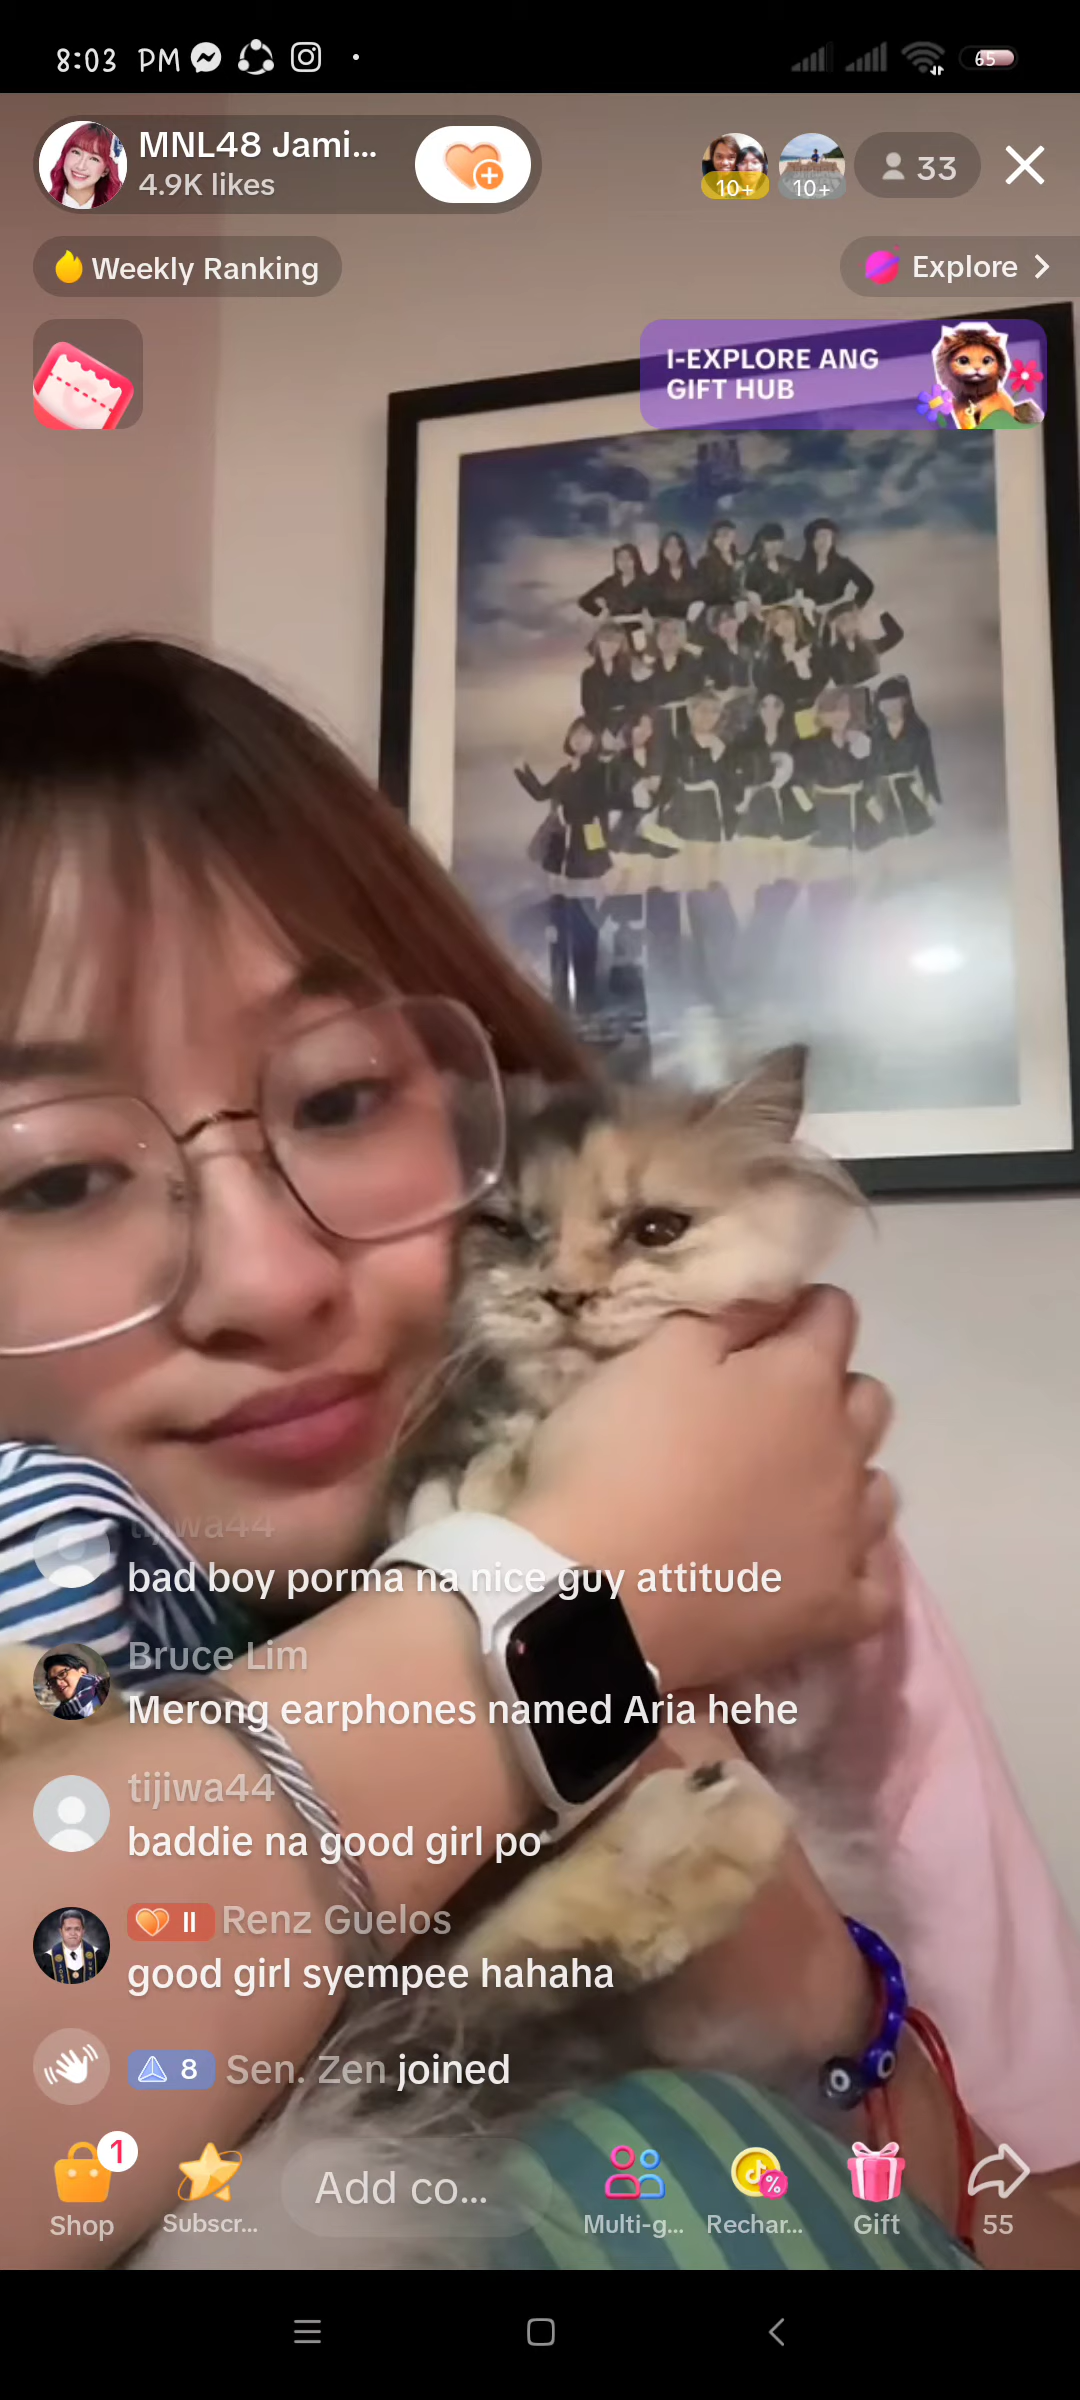 8:03 PM
65
MNL48 Jami...
4.9K likes
10+
10+
33
Weekly Ranking
Explore
I-EXPLORE ANG
GIFT HUB
tijiwa44
bad boy porma na nice guy attitude
Bruce Lim
Merong earphones named Aria hehe
tijiwa44
baddie na good girl po
II Renz Guelos
good girl syempee hahaha
8 Sen. Zen joined
1
Shop
Subscr...
Add co...
Multi-g...
Rechar...
Gift
55